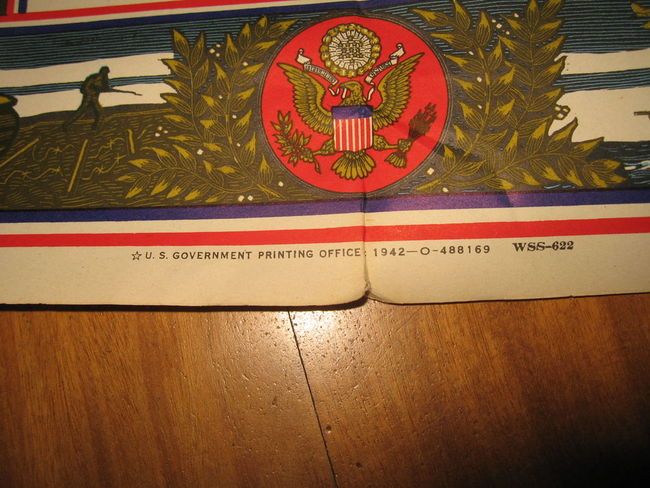 ☆ U. S. GOVERNMENT PRINTING OFFICE: 1942—O-488169 WSS-622